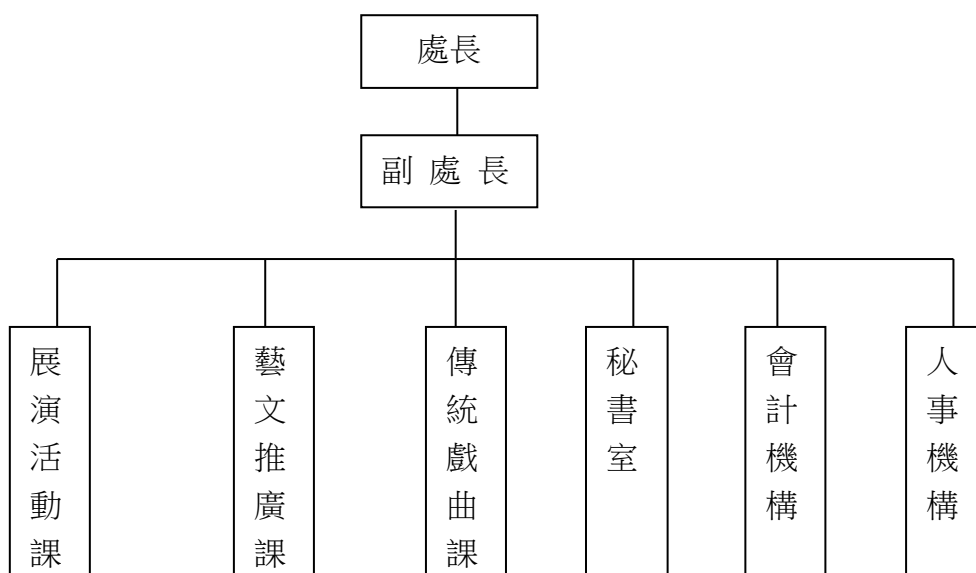 處長
副處長
展演活動課
藝文推廣課
傳統戲曲課
秘書室
會計機構
人事機構